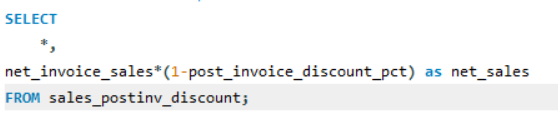 SELECT
*,
net_invoice_sales*(1-post_invoice_discount_pct) as net_sales
FROM sales_postinv_discount;